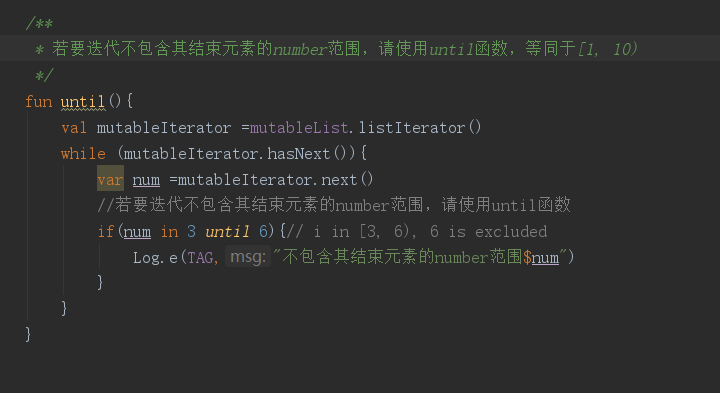 /**
 * 若要迭代不包含其结束元素的number范围，请使用until函数，等同于[1, 10)
 */
fun until(){
    val mutableIterator =mutableList.listIterator()
    while (mutableIterator.hasNext()){
        var num =mutableIterator.next()
        //若要迭代不包含其结束元素的number范围，请使用until函数
        if(num in 3 until 6){// i in [3, 6), 6 is excluded
            Log.e(TAG, msg: "不包含其结束元素的number范围$num")
        }
    }
}